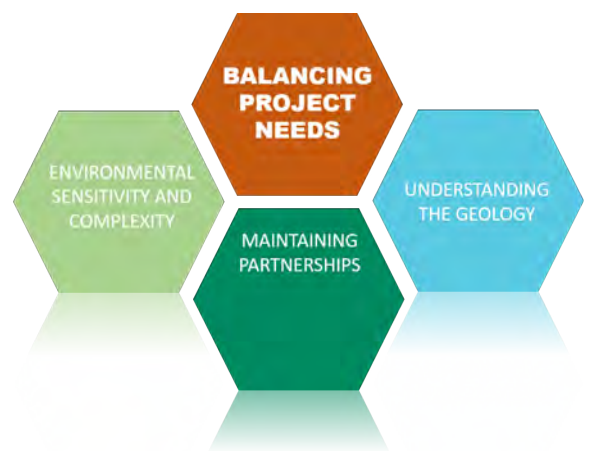 BALANCING
PROJECT
NEEDS
ENVIRONMENTAL
SENSITIVITY AND
COMPLEXITY
UNDERSTANDING
THE GEOLOGY
MAINTAINING
PARTNERSHIPS